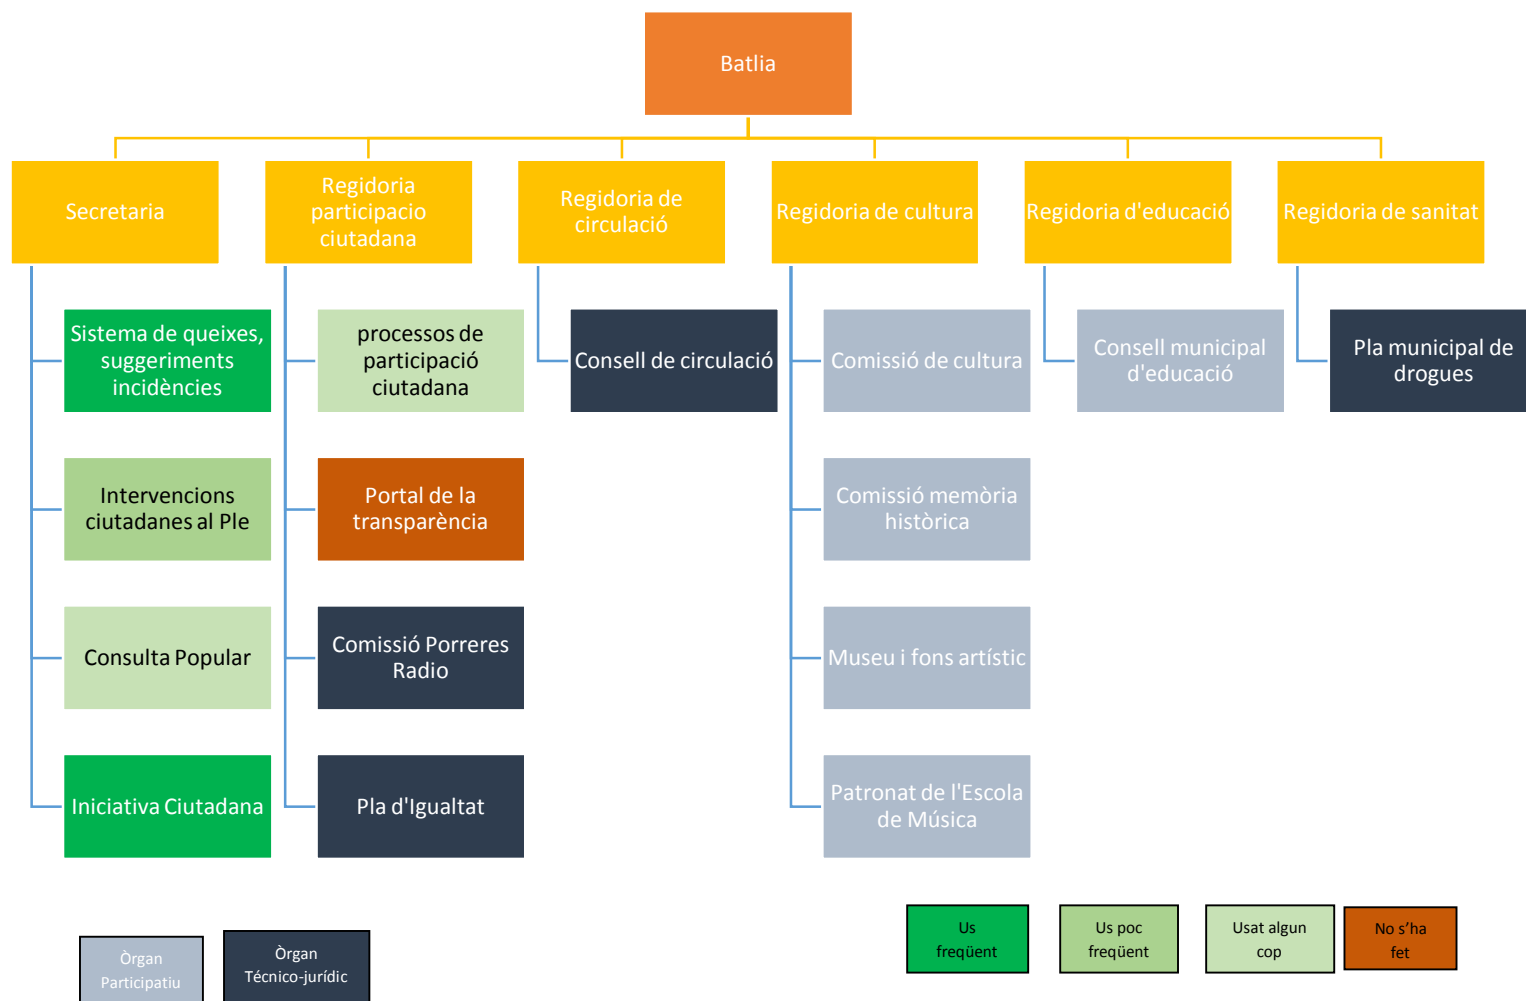 Batlia
Secretaria
Regidoria
participacio
ciutadana
Regidoria de
circulació
Regidoria de cultura
Regidoria d'educació
Regidoria de sanitat
Sistema de queixes,
suggeriments
incidències
processos de
participació
ciutadana
Consell de circulació
Comissió de cultura
Consell municipal
d'educació
Pla municipal de
drogues
Intervencions
ciutadanes al Ple
Portal de la
transparència
Comissió memòria
històrica
Consulta Popular
Comissió Porreres
Radio
Museu i fons artístic
Iniciativa Ciutadana
Pla d'Igualtat
Patronat de l'Escola
de Música
Òrgan
Participatiu
Òrgan
Técnico-jurídic
Us
freqüent
Us poc
freqüent
Usat algun
cop
No s’ha
fet